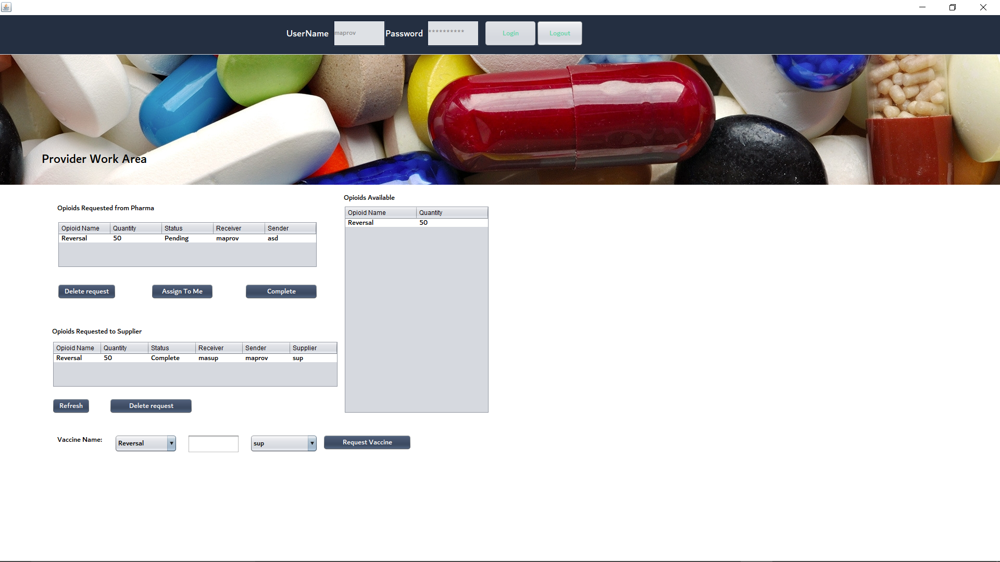 UserName maprov Password ********** Login Logout
Provider Work Area
Opioids Requested from Pharma
Opioid Name Quantity Status Receiver Sender
Reversal 50 Pending maprov asd
Delete request Assign To Me Complete
Opioids Requested to Supplier
Opioid Name Quantity Status Receiver Sender Supplier
Reversal 50 Complete masup maprov sup
Refresh Delete request
Opioids Available
Opioid Name Quantity
Reversal 50
Vaccine Name: Reversal sup Request Vaccine